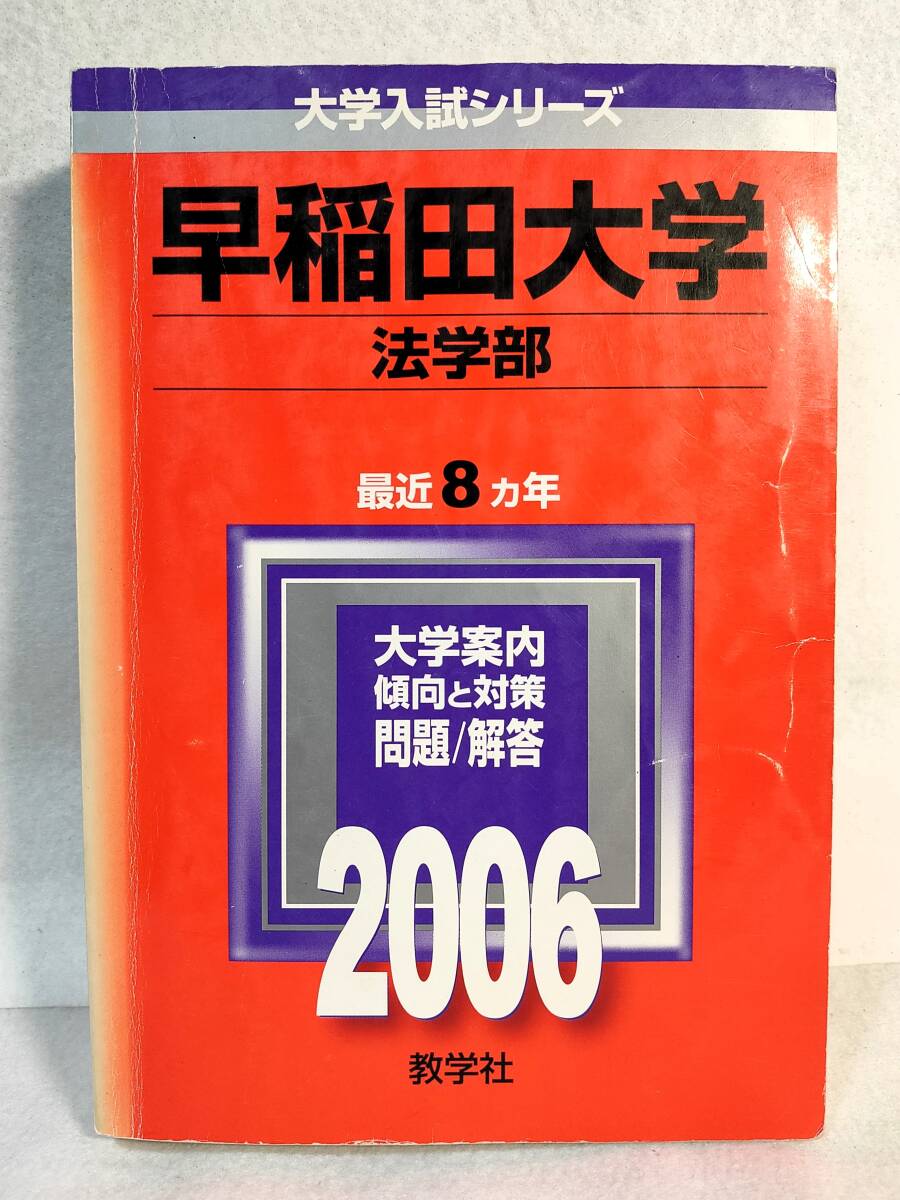 大学入試シリーズ
早稲田大学
法学部
最近8カ年
大学案内
傾向と対策
問題/解答
2006
教学社